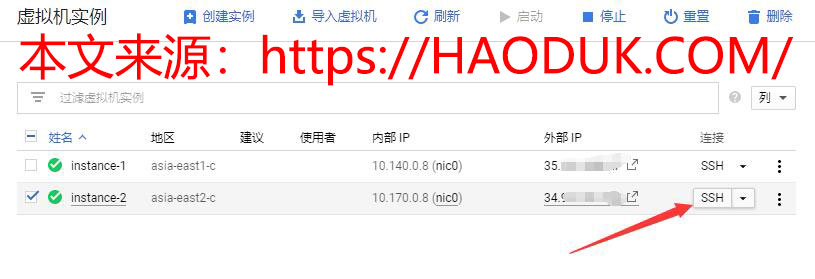 虚拟机实例 创建实例 导入虚拟机 刷新 启动 停止 重置 删除
本文来源：https://HAODUK.COM/
过滤虚拟机实例 列
姓名 地区 建议 使用者 内部 IP 外部 IP 连接
instance-1 asia-east1-c 10.140.0.8 (nic0) 35. SSH
instance-2 asia-east2-c 10.170.0.8 (nic0) 34. SSH